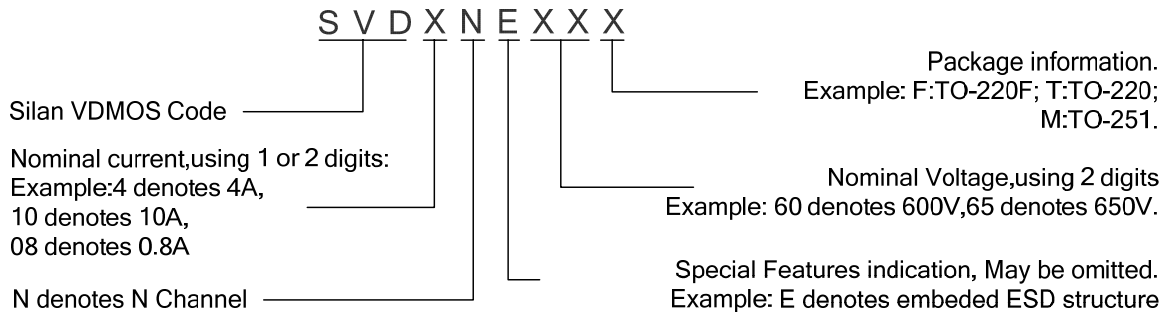 S V D X N E X X X
Silan VDMOS Code
Nominal current,using 1 or 2 digits:
Example:4 denotes 4A,
10 denotes 10A,
08 denotes 0.8A
N denotes N Channel
Package information.
Example: F:TO-220F; T:TO-220;
M:TO-251.
Nominal Voltage,using 2 digits
Example: 60 denotes 600V,65 denotes 650V.
Special Features indication, May be omitted.
Example: E denotes embeded ESD structure